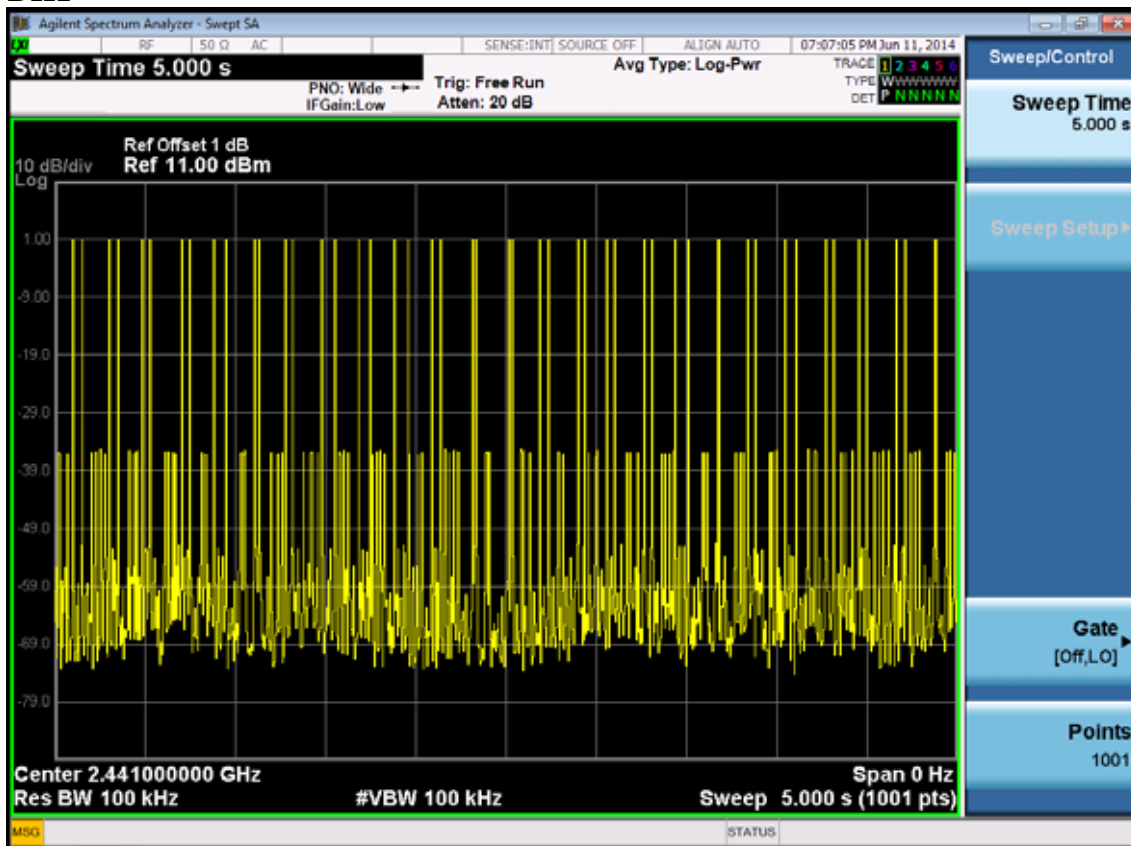 Agilent Spectrum Analyzer - Swept SA
LXI RF 50 Ω AC SENSE:INT SOURCE OFF ALIGN AUTO 07:07:05 PM Jun 11, 2014
Sweep Time 5.000 s
PNO: Wide
IFGain:Low
Trig: Free Run
Atten: 20 dB
Avg Type: Log-Pwr
TRACE 1 2 3 4 5 6
TYPE WWWWWW
DET P N N N N N
Ref Offset 1 dB
10 dB/div Ref 11.00 dBm
Log
1.00
-9.00
-19.0
-29.0
-39.0
-49.0
-59.0
-69.0
-79.0
Center 2.441000000 GHz Span 0 Hz
Res BW 100 kHz #VBW 100 kHz Sweep 5.000 s (1001 pts)
MSG STATUS
Sweep/Control
Sweep Time
5.000 s
Sweep Setup
Gate
[Off,LO]
Points
1001